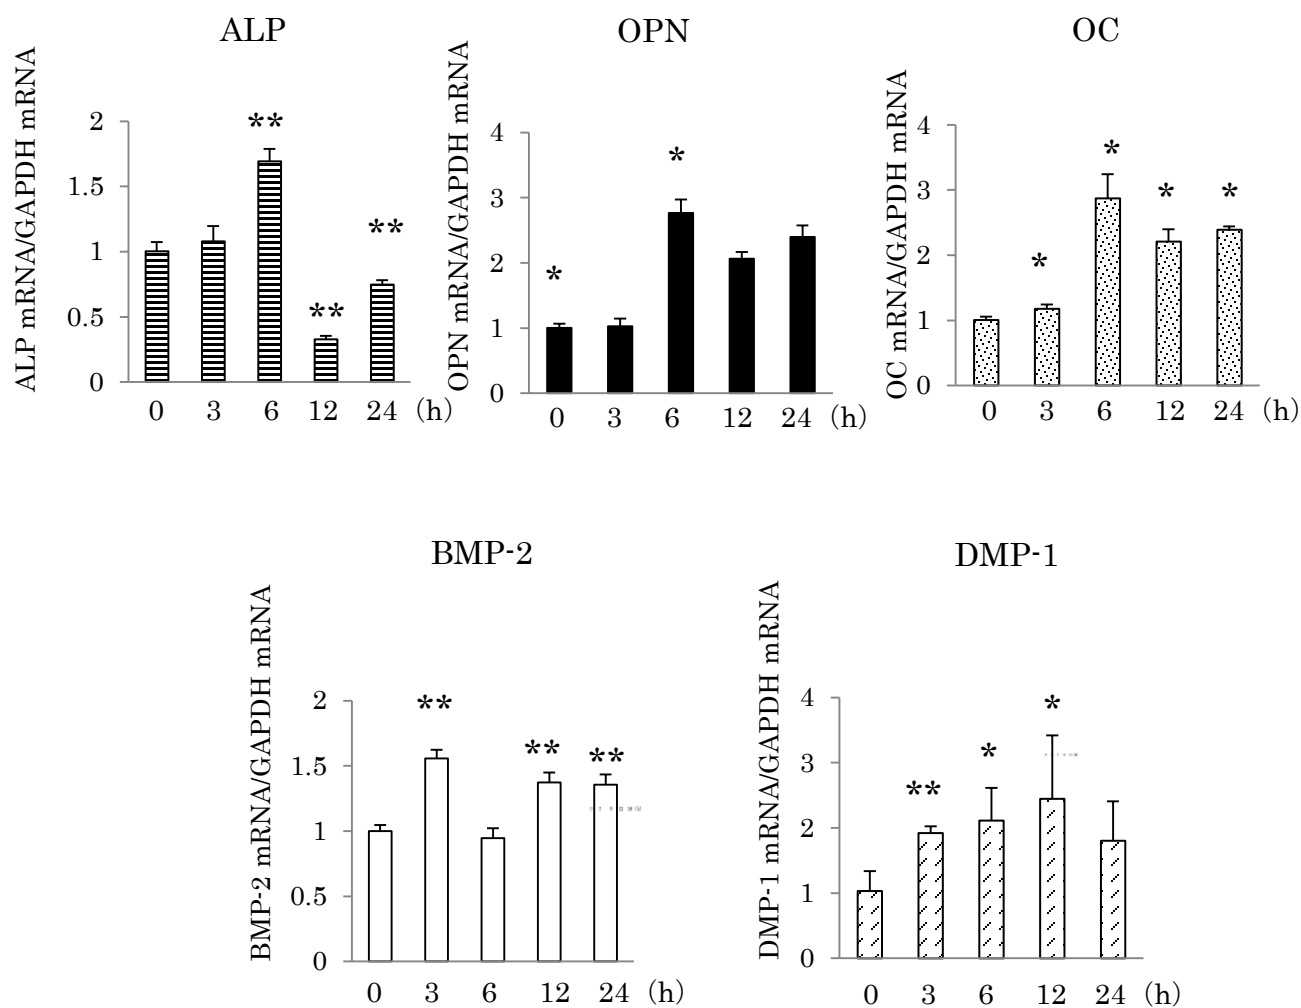 ALP
ALP mRNA/GAPDH mRNA
2
1.5
1
0.5
0
**
**
**
0 3 6 12 24 (h)
OPN
OPN mRNA/GAPDH mRNA
4
3
2
1
0
*
*
0 3 6 12 24 (h)
OC
OC mRNA/GAPDH mRNA
4
3
2
1
0
*
*
*
*
0 3 6 12 24 (h)
BMP-2
BMP-2 mRNA/GAPDH mRNA
2
1.5
1
0.5
0
**
**
**
0 3 6 12 24 (h)
DMP-1
DMP-1 mRNA/GAPDH mRNA
4
3
2
1
0
**
*
*
0 3 6 12 24 (h)